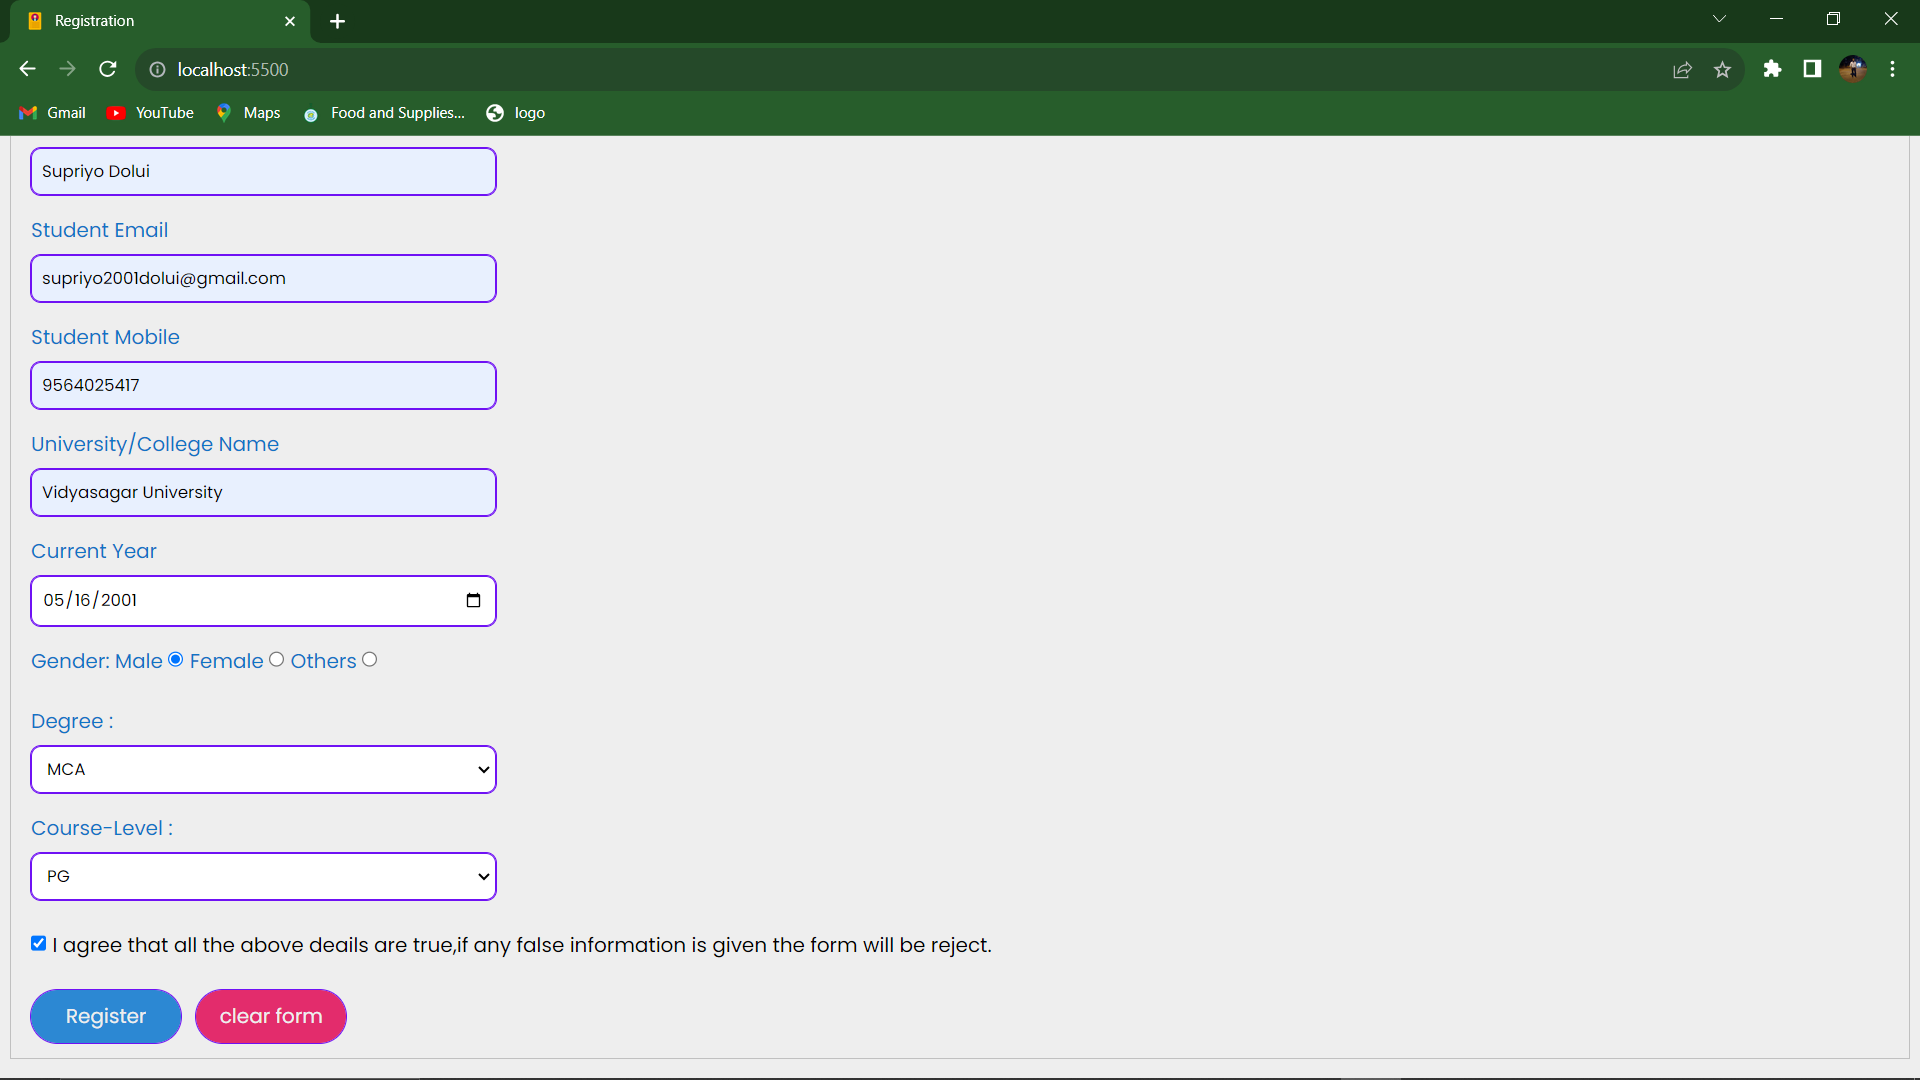 Registration
localhost:5500
Gmail YouTube Maps Food and Supplies... logo
Supriyo Dolui
Student Email
supriyo2001dolui@gmail.com
Student Mobile
9564025417
University/College Name
Vidyasagar University
Current Year
05/16/2001
Gender: Male Female Others
Degree :
MCA
Course-Level :
PG
I agree that all the above deails are true,if any false information is given the form will be reject.
Register clear form